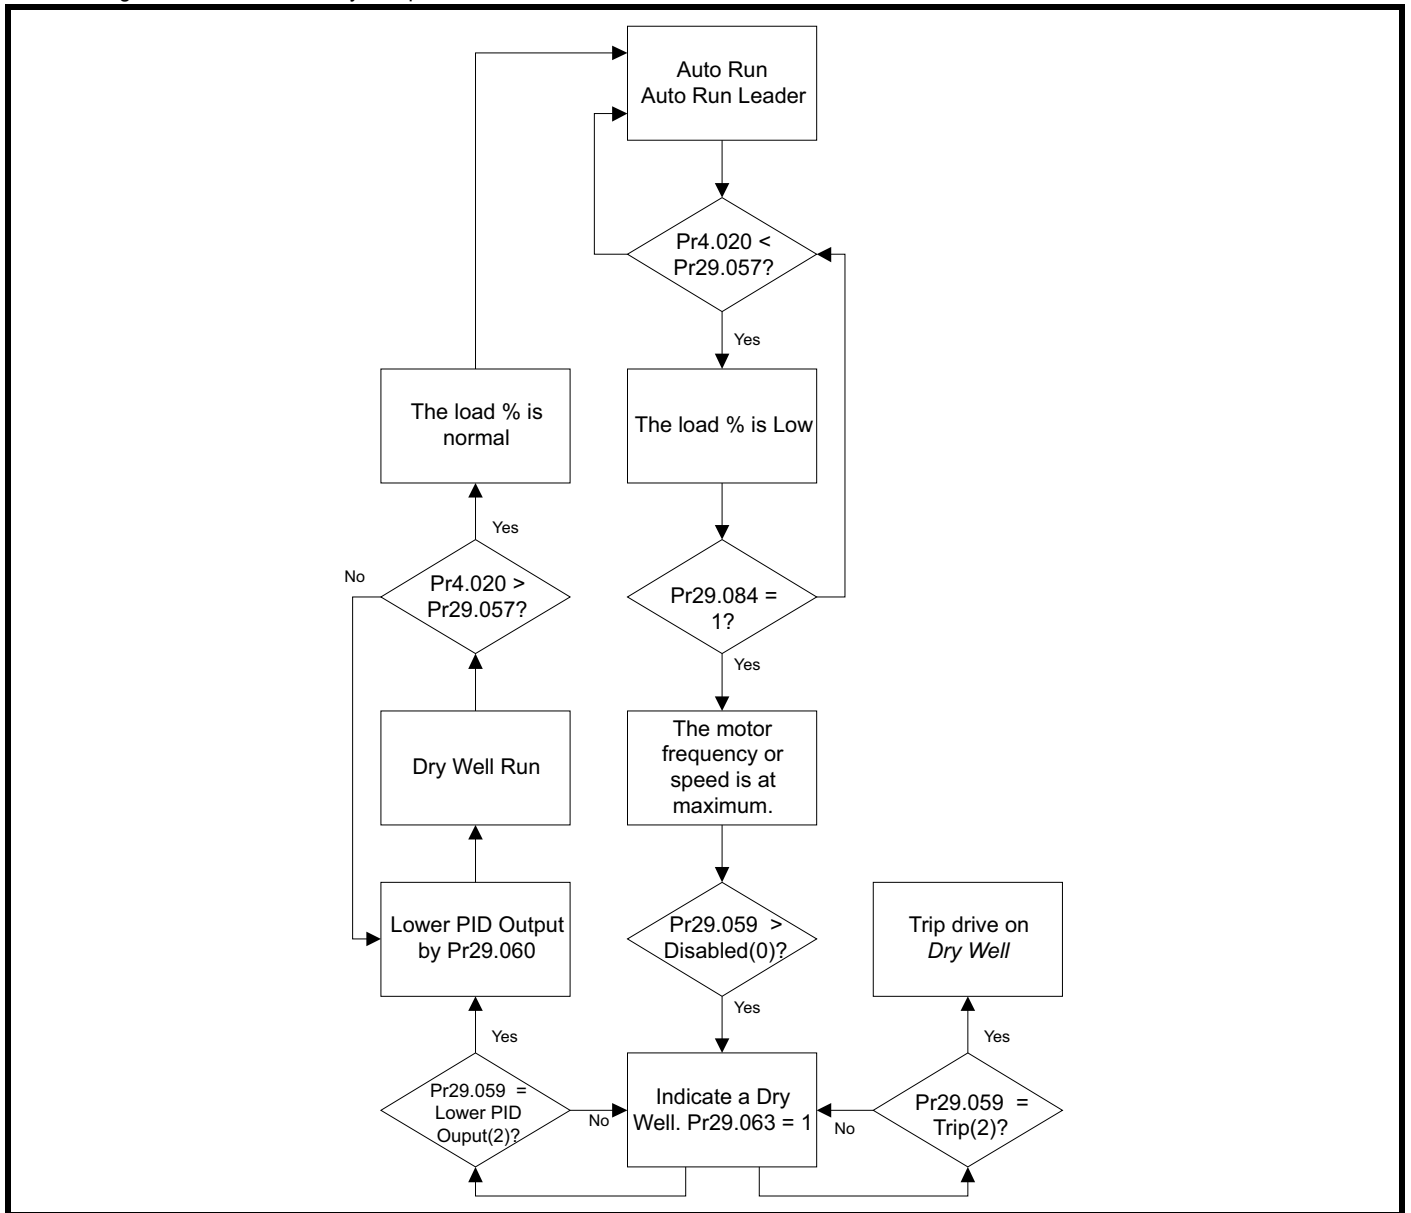 Auto Run
Auto Run Leader
Pr4.020 <
Pr29.057?
Yes
The load % is
normal
The load % is Low
Yes
No
Pr4.020 >
Pr29.057?
Pr29.084 =
1?
Yes
Dry Well Run
The motor
frequency or
speed is at
maximum.
Lower PID Output
by Pr29.060
Pr29.059 >
Disabled(0)?
Trip drive on
Dry Well
Yes
Yes
Yes
Pr29.059 =
Lower PID
Ouput(2)?
No
Indicate a Dry
Well. Pr29.063 = 1
No
Pr29.059 =
Trip(2)?